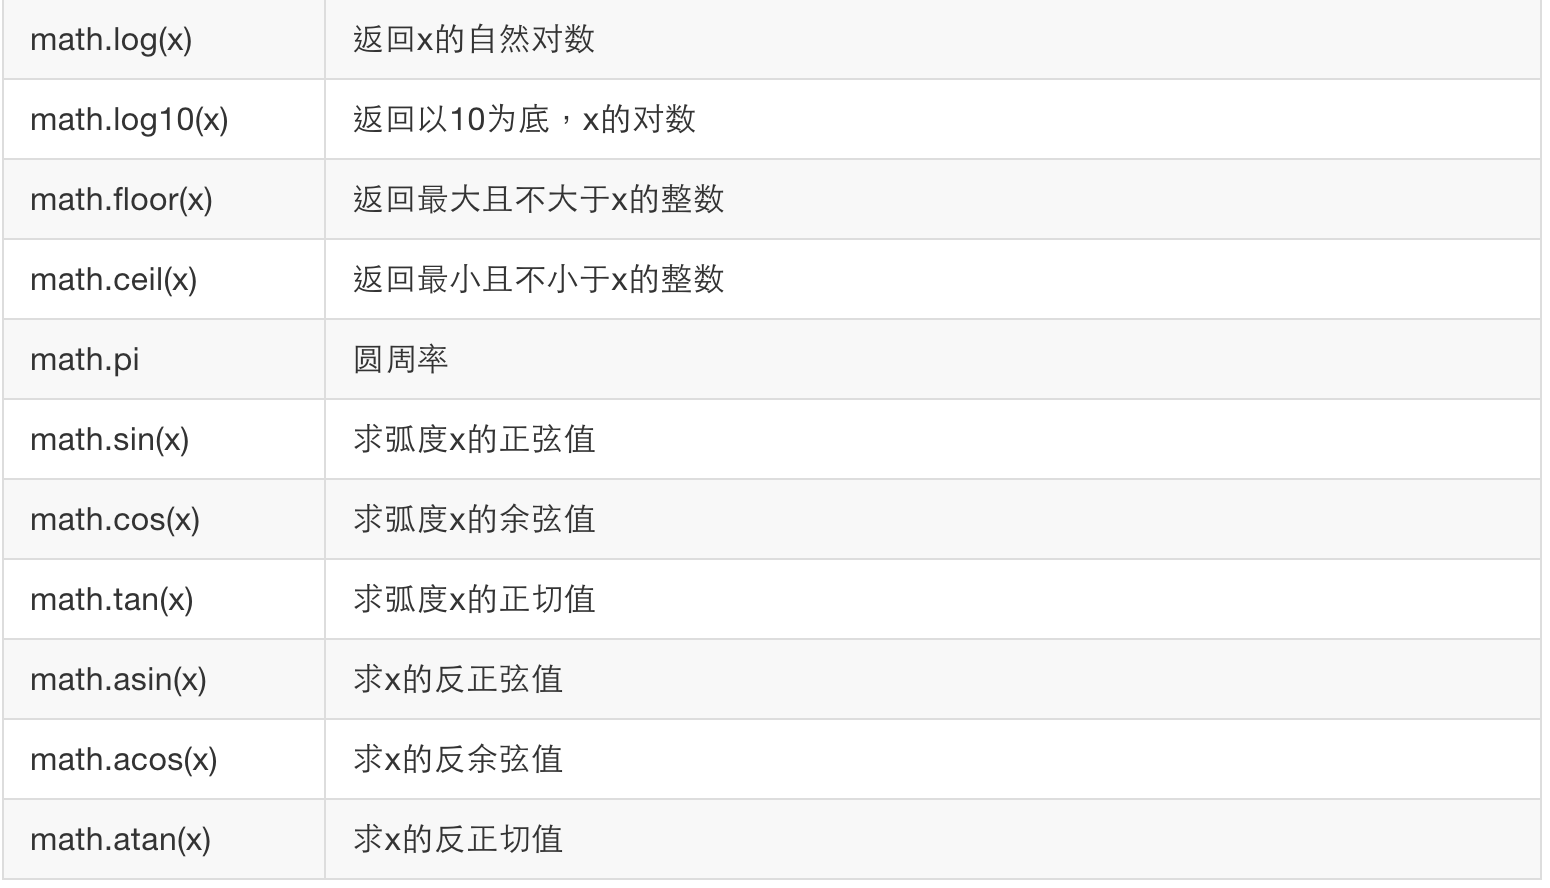 math.log(x) 返回x的自然对数
math.log10(x) 返回以10为底，x的对数
math.floor(x) 返回最大且不大于x的整数
math.ceil(x) 返回最小且不小于x的整数
math.pi 圆周率
math.sin(x) 求弧度x的正弦值
math.cos(x) 求弧度x的余弦值
math.tan(x) 求弧度x的正切值
math.asin(x) 求x的反正弦值
math.acos(x) 求x的反余弦值
math.atan(x) 求x的反正切值